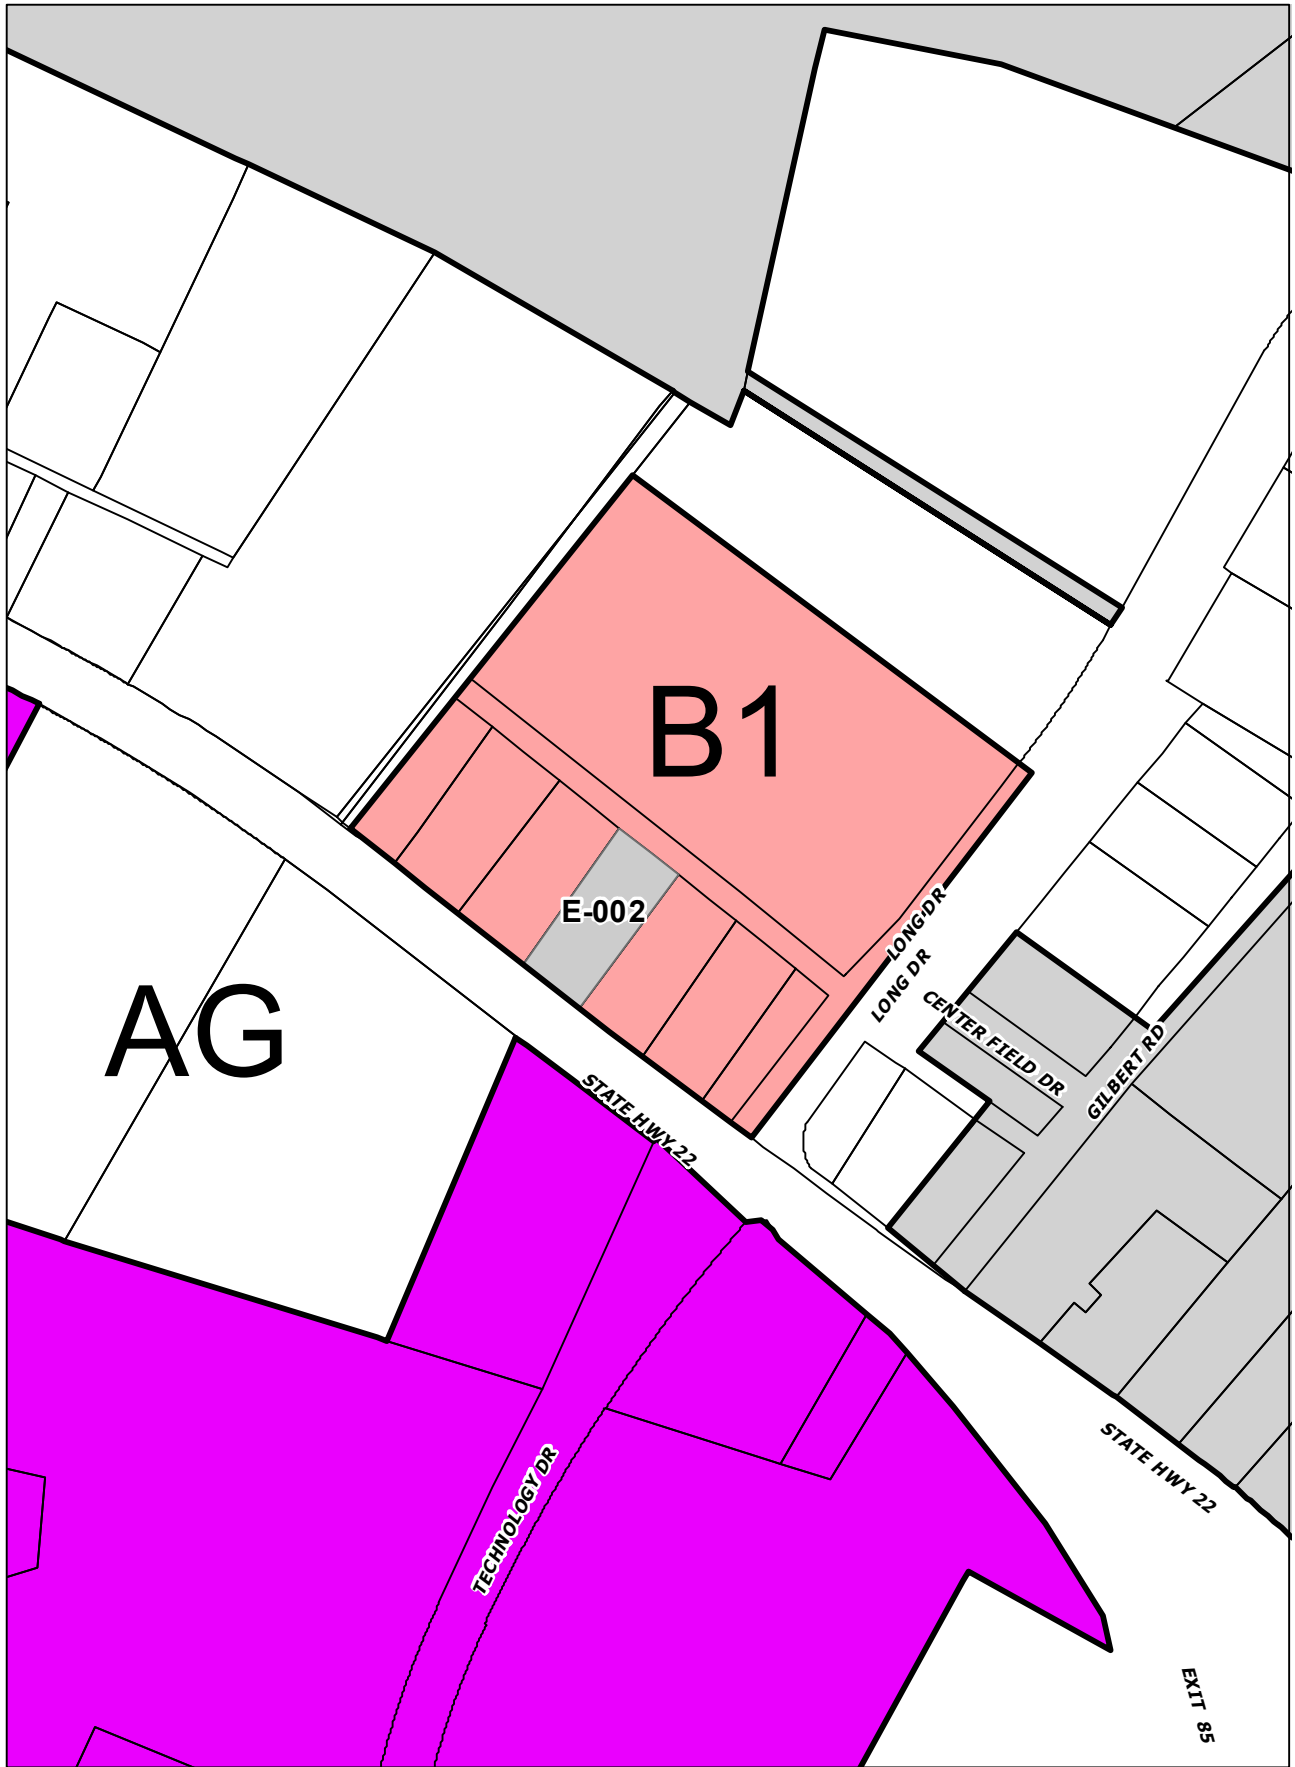 B1
E-002
LONG DR
LONG DR
AG
CENTER FIELD DR
GILBERT RD
STATE HWY 22
STATE HWY 22
TECHNOLOGY DR
EXIT 85